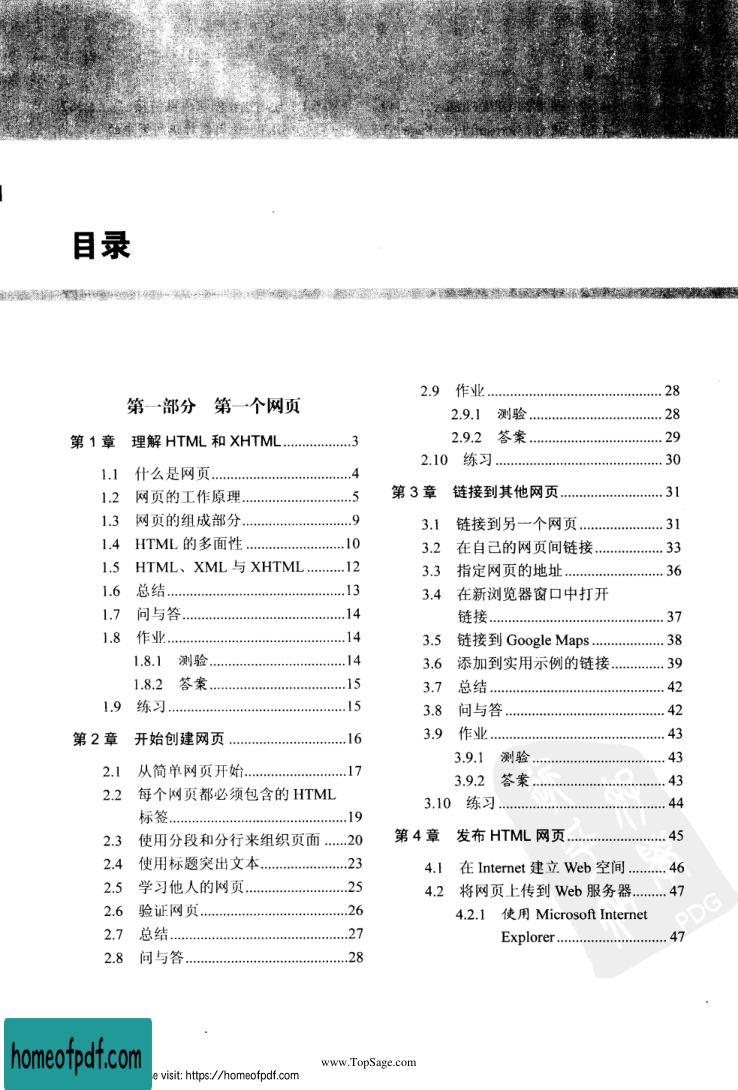 目录
第一部分 第一个网页
第 1 章 理解 HTML 和 XHTML..................3
1.1 什么是网页....................................4
1.2 网页的工作原理.............................5
1.3 网页的组成部分.............................9
1.4 HTML 的多面性 ..........................10
1.5 HTML、XML 与 XHTML..........12
1.6 总结...............................................13
1.7 问与答...........................................14
1.8 作业...............................................14
1.8.1 测验....................................14
1.8.2 答案....................................15
1.9 练习...............................................15
第 2 章 开始创建网页 ...............................16
2.1 从简单网页开始...........................17
2.2 每个网页都必须包含的 HTML
标签...............................................19
2.3 使用分段和分行来组织页面 ......20
2.4 使用标题突出文本.......................23
2.5 学习他人的网页...........................25
2.6 验证网页.......................................26
2.7 总结...............................................27
2.8 问与答...........................................28
2.9 作业............................................... 28
2.9.1 测验.................................... 28
2.9.2 答案.................................... 29
2.10 练习............................................. 30
第 3 章 链接到其他网页........................... 31
3.1 链接到另一个网页...................... 31
3.2 在自己的网页间链接.................. 33
3.3 指定网页的地址.......................... 36
3.4 在新浏览器窗口中打开
链接............................................... 37
3.5 链接到 Google Maps................... 38
3.6 添加到实用示例的链接.............. 39
3.7 总结............................................... 42
3.8 问与答........................................... 42
3.9 作业............................................... 43
3.9.1 测验.................................... 43
3.9.2 答案.................................... 43
3.10 练习............................................. 44
第 4 章 发布 HTML 网页.......................... 45
4.1 在 Internet 建立 Web 空间.......... 46
4.2 将网页上传到 Web 服务器......... 47
4.2.1 使用 Microsoft Internet
Explorer.............................. 47
PDG
homeofpdf.com
www.TopSage.com
e visit: https://homeofpdf.com